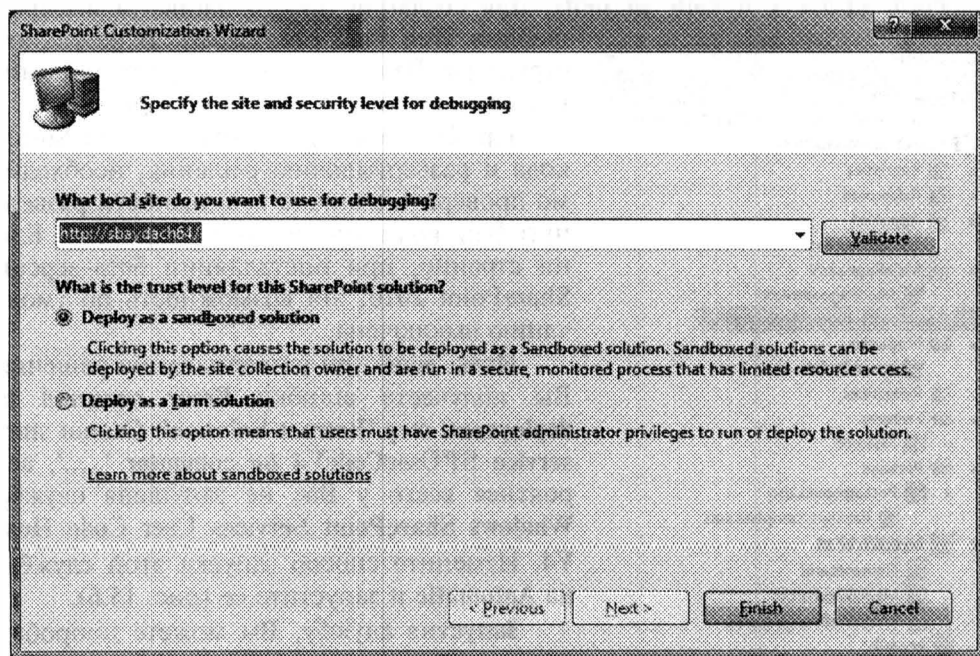 SharePoint Customization Wizard
Specify the site and security level for debugging
What local site do you want to use for debugging?
http://sbaydach64/
Validate
What is the trust level for this SharePoint solution?
Deploy as a sandboxed solution
Clicking this option causes the solution to be deployed as a Sandboxed solution. Sandboxed solutions can be
deployed by the site collection owner and are run in a secure, monitored process that has limited resource access.
Deploy as a farm solution
Clicking this option means that users must have SharePoint administrator privileges to run or deploy the solution.
Learn more about sandboxed solutions
< Previous
Next >
Finish
Cancel